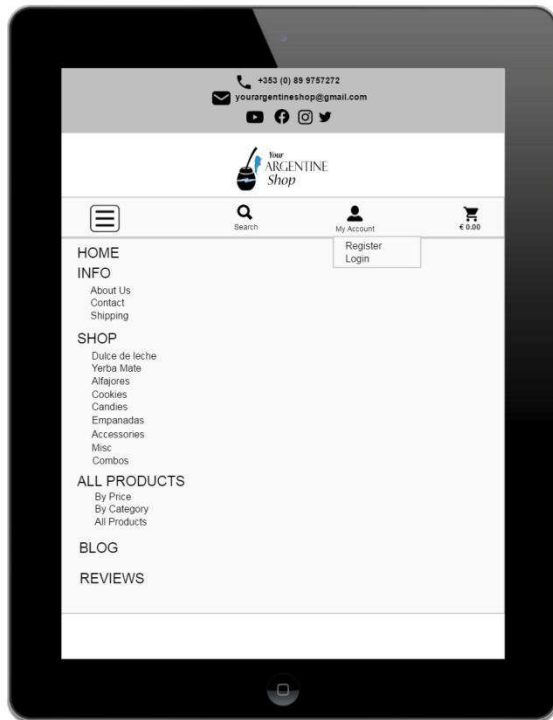 +353 (0) 89 9757272
yourargentineshop@gmail.com
Your
ARGENTINE
Shop
Search
My Account
€ 0.00
Register
Login
HOME
INFO
About Us
Contact
Shipping
SHOP
Dulce de leche
Yerba Mate
Alfajores
Cookies
Candies
Empanadas
Accessories
Misc
Combos
ALL PRODUCTS
By Price
By Category
All Products
BLOG
REVIEWS